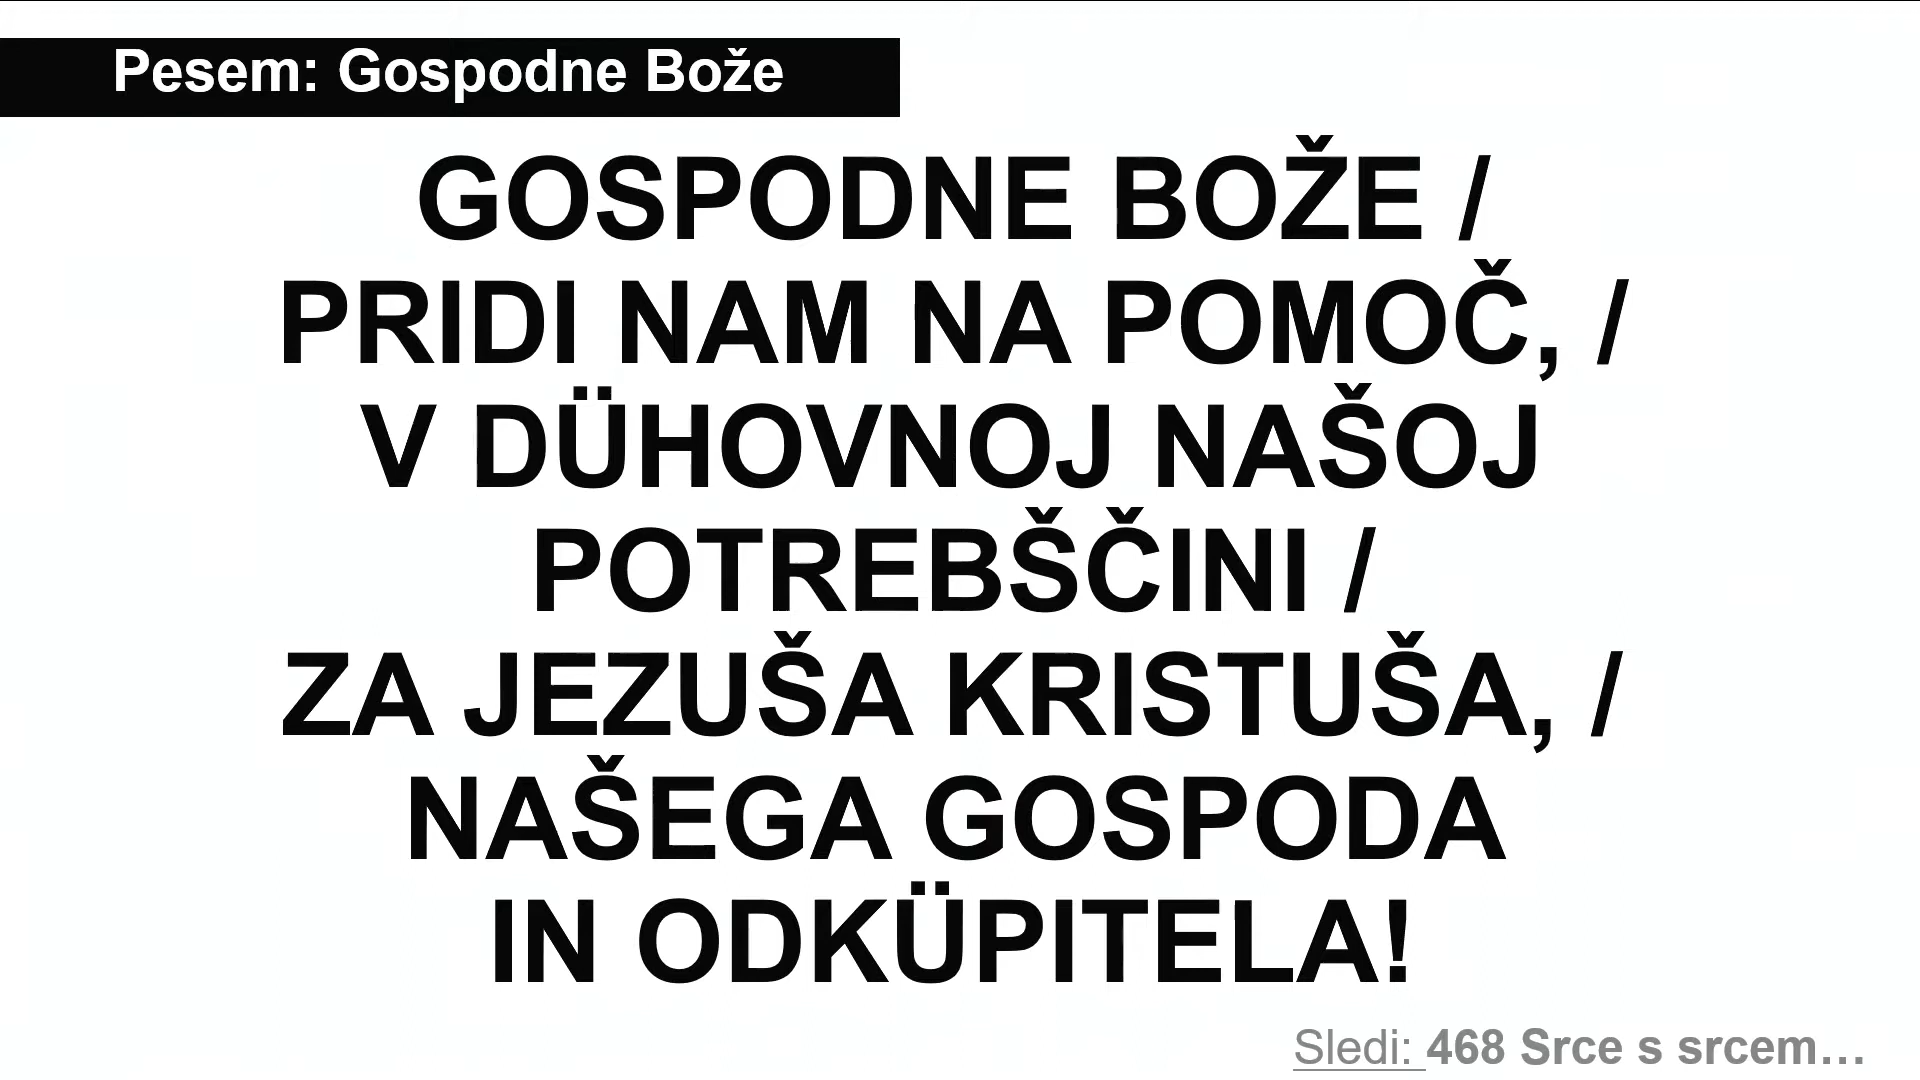 Pesem: Gospodne Bože
GOSPODNE BOŽE /
PRIDI NAM NA POMOČ, /
V DÜHOVNOJ NAŠOJ
POTREBŠČINI /
ZA JEZUŠA KRISTUŠA, /
NAŠEGA GOSPODA
IN ODKÜPITELA!
Sledi: 468 Srce s srcem…